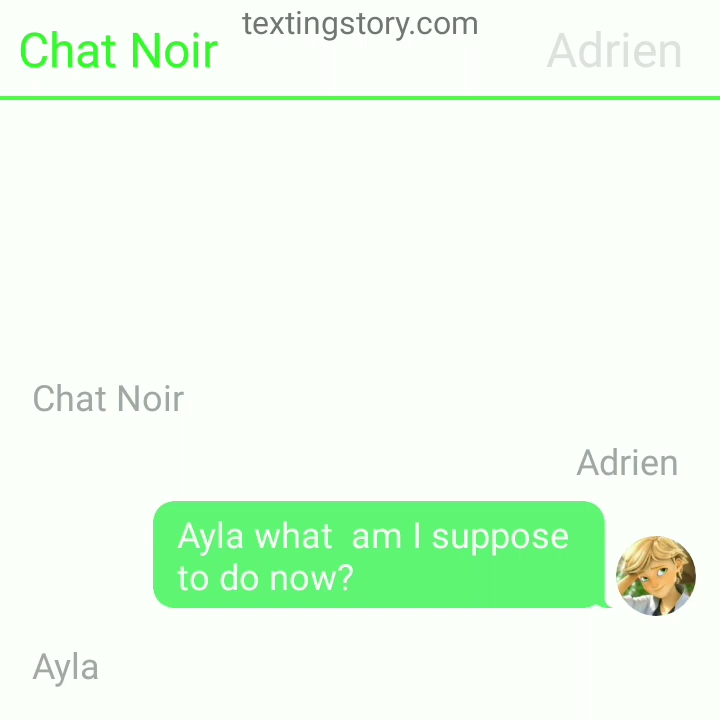 textingstory.com
Chat Noir
Adrien
Chat Noir
Adrien
Ayla what  am I suppose
to do now?
Ayla